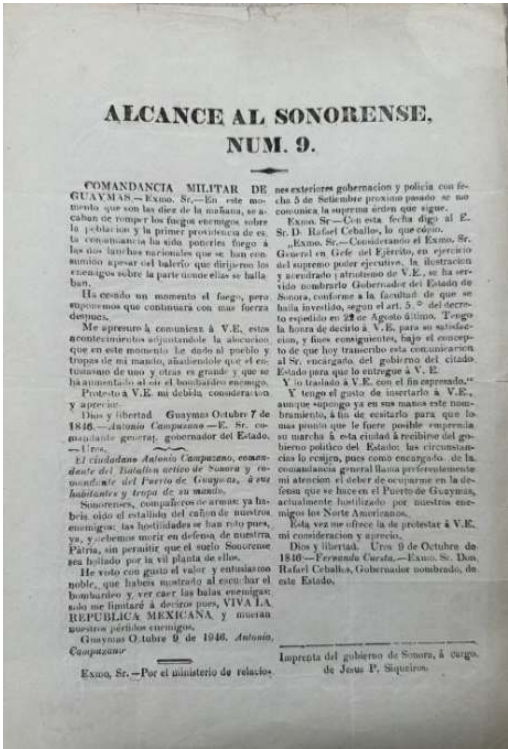 ALCANCE AL SONORENSE,
NUM. 9.
COMANDANCIA MILITAR DE
GUAYMAS.—Exmo. Sr.—En este mo-
mento que son las diez de la mañana, se a-
caban de romper los fuegos enemigos sobre
la poblacion y la primer providencia de es-
ta comandancia ha sido ponerles fuego á
las dos lanchas nacionales que se han con-
sumido apesar del balerio que dirijeron los
enemigos sobre la parte donde ellas se halla
ban.
Ha cesado un momento el fuego, pero
suponemos que continuará con mas fuerza
despues.
Me apresuro á comunicar á V.E. estos
acontecimientos adjuntandole la alocucion
que en este momento he dado al pueblo y
tropas de mi mando, añadiendole que el en-
tusiasmo de uno y otras es grande y que se
ha aumentado al oir el bombardeo enemigo.
Protesto á V.E. mi debida consideracion
y aprecio.
Dios y libertad Guaymas Octubre 7 de
1846.—Antonio Campuzano—E. Sr. co-
mandante general, gobernador del Estado.
—Ures.
El ciudadano Antonio Campuzano, coman-
dante del Batallon activo de Sonora y co-
mandante del Puerto de Guaymas, á sus
habitantes y tropa de su mando.
Sonorenses, compañeros de armas: ya ha-
beis oido el estallido del cañon de nuestros
enemigos: las hostilidades se han roto pues,
ya, y debemos morir en defensa de nuestra
Pátria, sin permitir que el suelo Sonorense
sea hollado por la vil planta de ellos.
He visto con gusto el valor y entusiasmo
noble, que habeis mostrado al escuchar el
bombardeo y ver caer las balas enemigas:
solo me limitaré á deciros pues, VIVA LA
REPUBLICA MEXICANA, y mueran
nuestros pérfidos enemigos.
Guaymas Octubre 9 de 1946. Antonio,
Campuzano
Exmo, Sr.—Por el ministerio de relacio-
nes exteriores gobernacion y policia con fe-
cha 5 de Setiembre proximo pasado se me
comunica la suprema órden que sigue.
Exmo. Sr—Con esta fecha digo al E.
Sr. D. Rafael Ceballos, lo que cópio.
„Exmo. Sr.—Considerando el Exmo. Sr.
General en Gefe del Ejército, en ejercicio
del supremo poder ejecutivo, la ilustracion
y acendrado patriotismo de V.E., se ha ser-
vido nombrarlo Gobernador del Estado de
Sonora, conforme á la facultad de que se
halla investido, segun el art. 5. ° del decre-
to espedido en 22 de Agosto último. Tengo
la honra de decirlo á V.E. para su satisfac-
cion, y fines consiguientes, bajo el concep-
to de que hoy transcribo esta comunicacion
al Sr. encargado del gobierno del citado
Estado para que lo entregue á V. E.
Y lo traslado á V.E. con el fin espresado."
Y tengo el gusto de insertarlo á V.E.,
aunque supongo ya en sus manos este nom-
bramiento, á fin de escitarlo para que lo
mas pronto que le fuere posible emprenda
su marcha á esta ciudad á recibirse del go-
bierno politico del Estado: las circunstan-
cias lo exijen, pues como encargado de la
comandancia general llama preferentemente
mi atencion el deber de ocuparme en la de-
fensa que se hace en el Puerto de Guaymas,
actualmente hostilizado por nuestros ene-
migos los Norte Americanos.
Esta vez me ofrece la de protestar á V.E.
mi consideracion y aprecio.
Dios y libertad. Ures 9 de Octubre de
1846—Fernando Cuesta.—Exmo. Sr. Don
Rafael Ceballos, Gobernador nombrado, de
este Estado.
Imprenta del gobierno de Sonora, á cargo,
de Jesus P. Siqueiros.